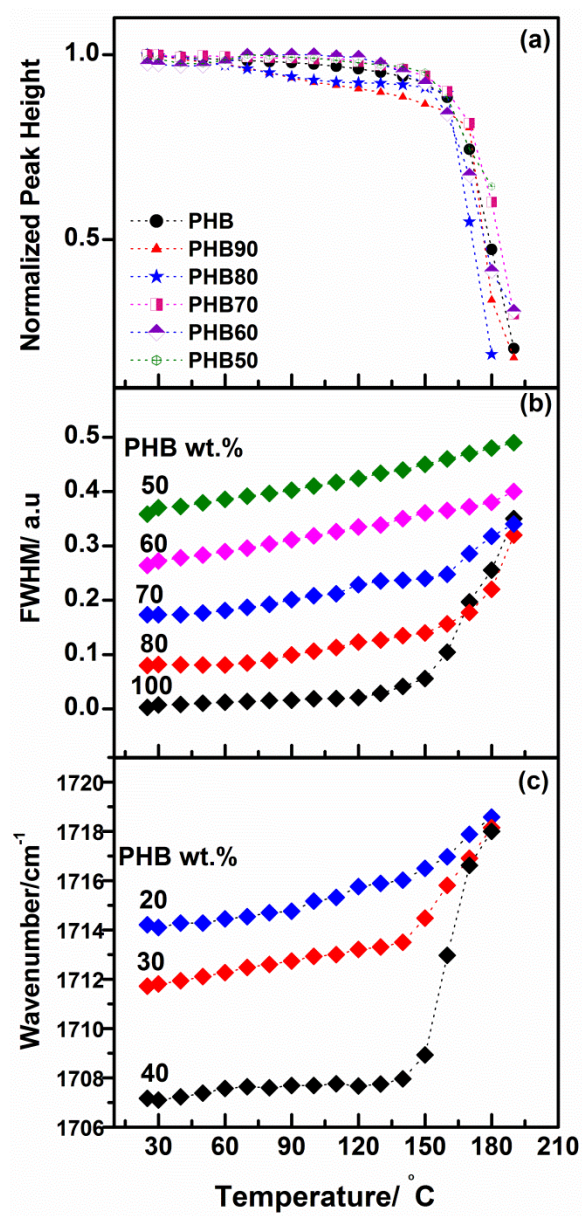 (a)
1.0
0.5
Normalized Peak Height
PHB
PHB90
PHB80
PHB70
PHB60
PHB50
(b)
0.5
0.4
0.3
0.2
0.1
0.0
FWHM/ a.u
PHB wt.%
50
60
70
80
100
(c)
1720
1718
1716
1714
1712
1710
1708
1706
Wavenumber/cm⁻¹
PHB wt.%
20
30
40
30 60 90 120 150 180 210
Temperature/ °C